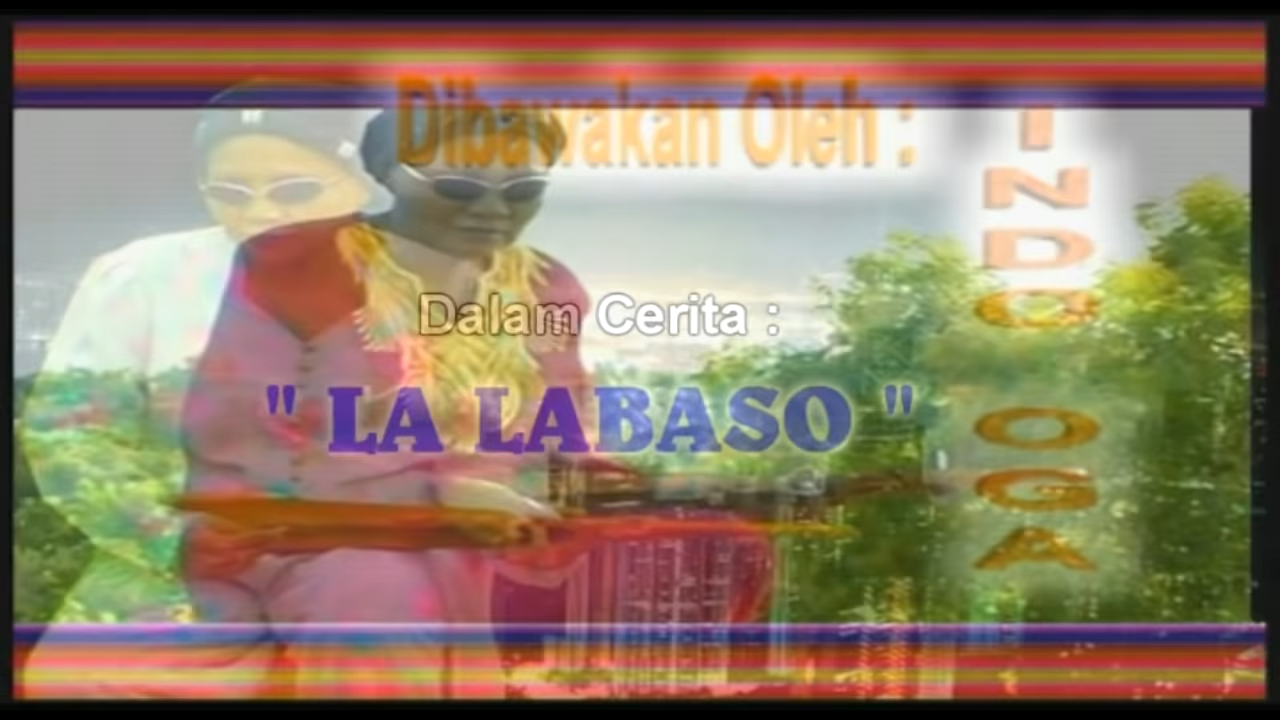 Dibawakan Oleh :
INDO OGA
Dalam Cerita :
" LA LABASO "